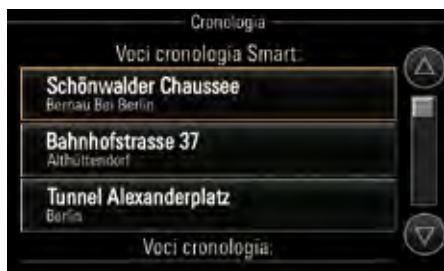 Cronologia
Voci cronologia Smart:
Schönwalder Chaussee
Bernau Bei Berlin
Bahnhofstrasse 37
Althüttendorf
Tunnel Alexanderplatz
Berlin
Voci cronologia: